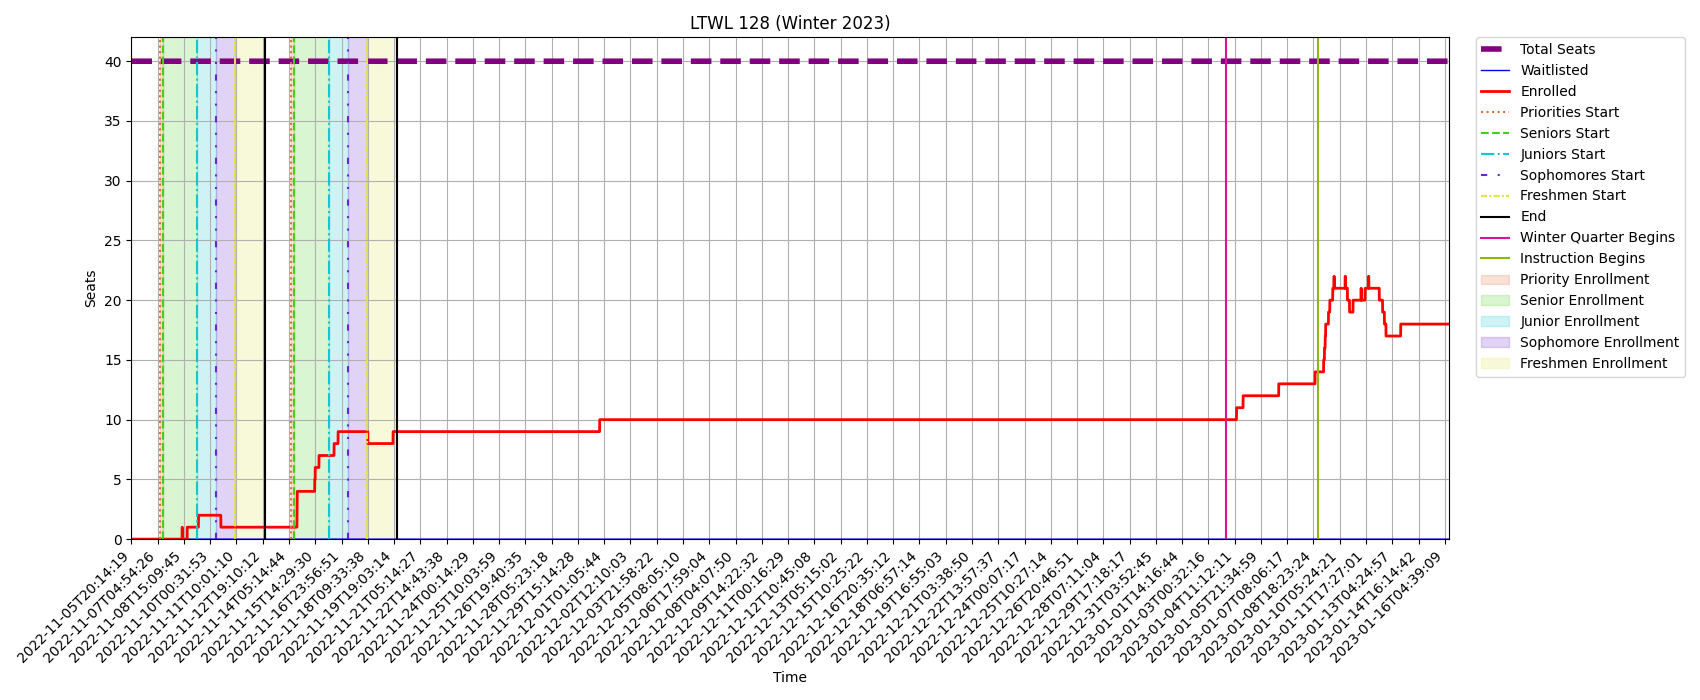 LTWL 128 (Winter 2023)
Seats
40
35
30
25
20
15
10
5
0
2022-11-05T20:14:19
2022-11-07T04:54:26
2022-11-08T15:09:45
2022-11-10T00:31:53
2022-11-11T10:01:10
2022-11-12T19:10:12
2022-11-14T05:14:44
2022-11-15T14:29:30
2022-11-16T23:56:51
2022-11-18T09:33:38
2022-11-19T19:03:14
2022-11-21T05:14:27
2022-11-22T14:43:38
2022-11-24T00:14:29
2022-11-25T10:03:59
2022-11-26T19:40:35
2022-11-28T05:23:18
2022-11-29T15:14:28
2022-12-01T01:05:44
2022-12-02T12:10:03
2022-12-03T21:58:22
2022-12-05T08:05:10
2022-12-06T17:59:04
2022-12-08T04:07:50
2022-12-09T14:22:32
2022-12-11T00:16:29
2022-12-12T10:45:08
2022-12-13T15:15:02
2022-12-15T10:25:22
2022-12-16T20:35:12
2022-12-18T06:57:14
2022-12-19T16:55:03
2022-12-21T03:38:50
2022-12-22T13:57:37
2022-12-24T00:07:17
2022-12-25T10:27:14
2022-12-26T20:46:51
2022-12-28T07:11:04
2022-12-29T17:18:17
2022-12-31T03:52:45
2023-01-01T14:16:44
2023-01-03T00:32:16
2023-01-04T11:12:11
2023-01-05T21:34:59
2023-01-07T08:06:17
2023-01-08T18:23:24
2023-01-10T05:24:21
2023-01-11T17:27:01
2023-01-13T04:24:57
2023-01-14T16:14:42
2023-01-16T04:39:09
Time
Total Seats
Waitlisted
Enrolled
Priorities Start
Seniors Start
Juniors Start
Sophomores Start
Freshmen Start
End
Winter Quarter Begins
Instruction Begins
Priority Enrollment
Senior Enrollment
Junior Enrollment
Sophomore Enrollment
Freshmen Enrollment